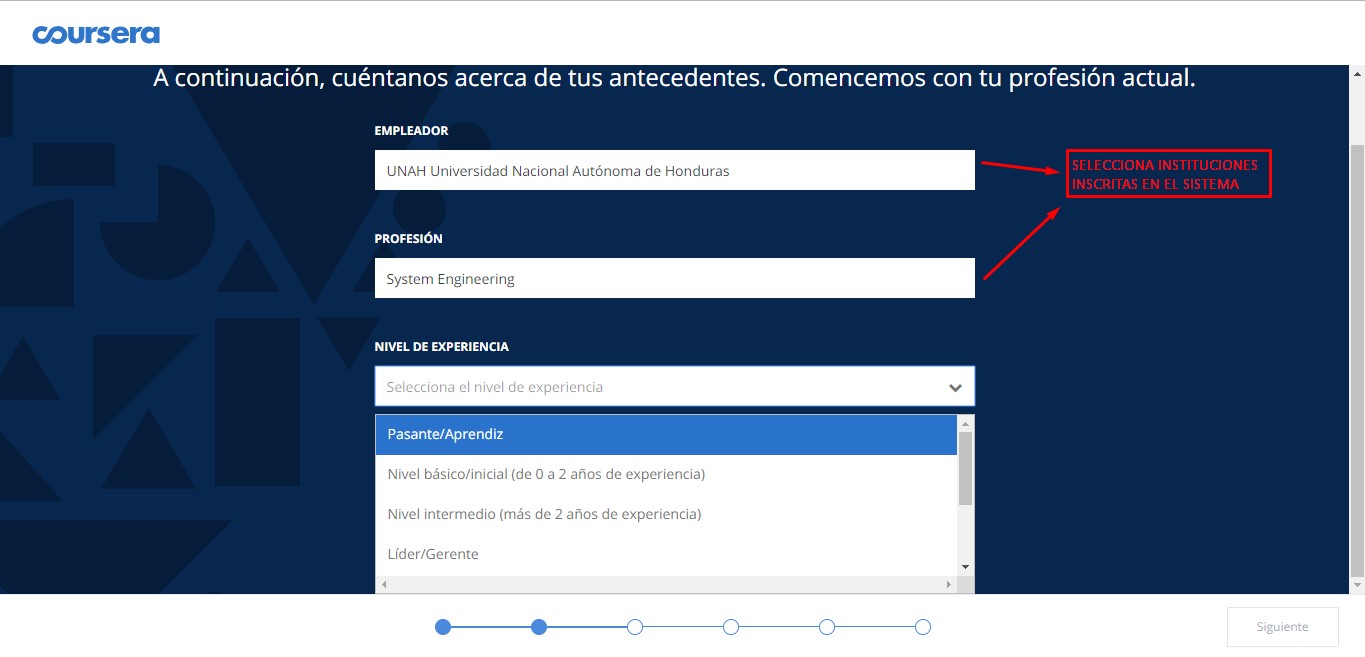 coursera
A continuación, cuéntanos acerca de tus antecedentes. Comencemos con tu profesión actual.
EMPLEADOR
UNAH Universidad Nacional Autónoma de Honduras
SELECCIONA INSTITUCIONES
INSCRITAS EN EL SISTEMA
PROFESIÓN
System Engineering
NIVEL DE EXPERIENCIA
Selecciona el nivel de experiencia
Pasante/Aprendiz
Nivel básico/inicial (de 0 a 2 años de experiencia)
Nivel intermedio (más de 2 años de experiencia)
Líder/Gerente
Siguiente